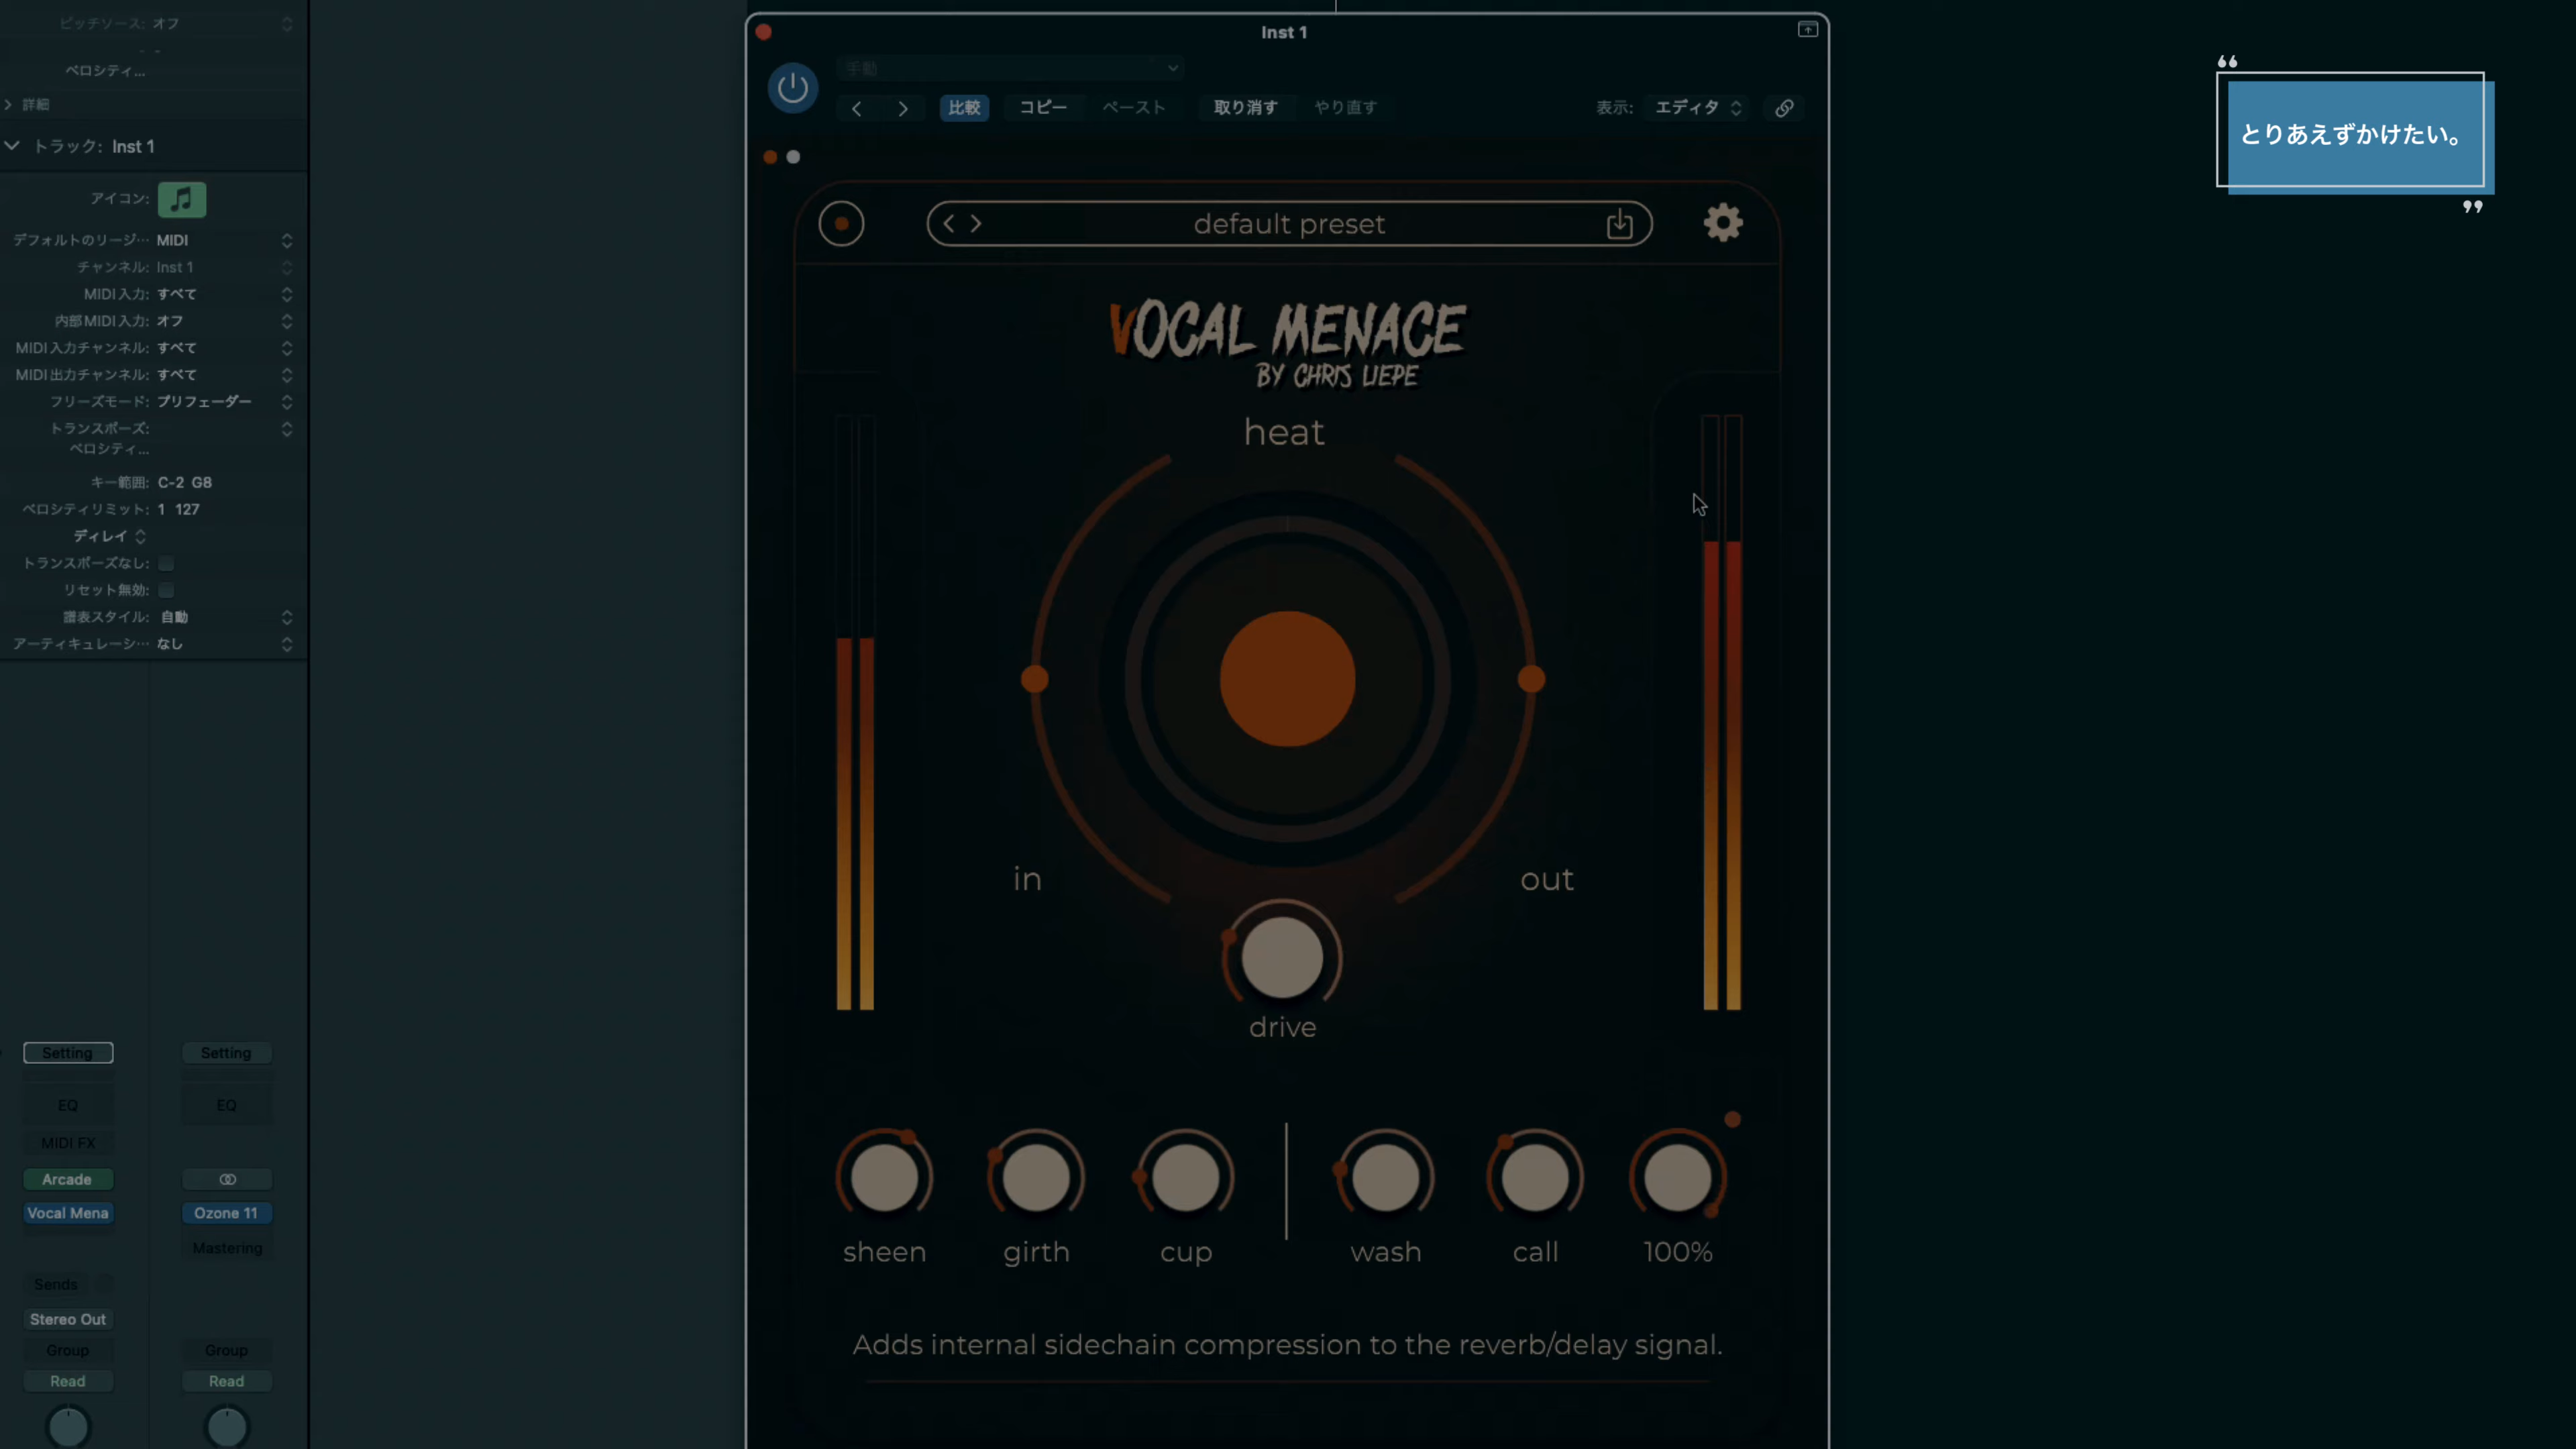 ピッチソース: オフ
ベロシティ...
詳細
トラック: Inst 1
アイコン:
デフォルトのリージ… MIDI
チャンネル: Inst 1
MIDI入力: すべて
内部MIDI入力: オフ
MIDI入力チャンネル: すべて
MIDI出力チャンネル: すべて
フリーズモード: プリフェーダー
トランスポーズ:
ベロシティ...
キー範囲: C-2 G8
ベロシティリミット: 1 127
ディレイ
トランスポーズなし:
リセット無効:
譜表スタイル: 自動
アーティキュレーシ… なし
Setting Setting
EQ EQ
MIDI FX
Arcade
Vocal Mena Ozone 11
Mastering
Sends
Stereo Out
Group Group
Read Read
Inst 1
手動
比較 コピー ペースト 取り消す やり直す 表示: エディタ
default preset
VOCAL MENACE
BY CHRIS LIEPE
heat
in out
drive
sheen girth cup wash call 100%
Adds internal sidechain compression to the reverb/delay signal.
“
とりあえずかけたい。
”